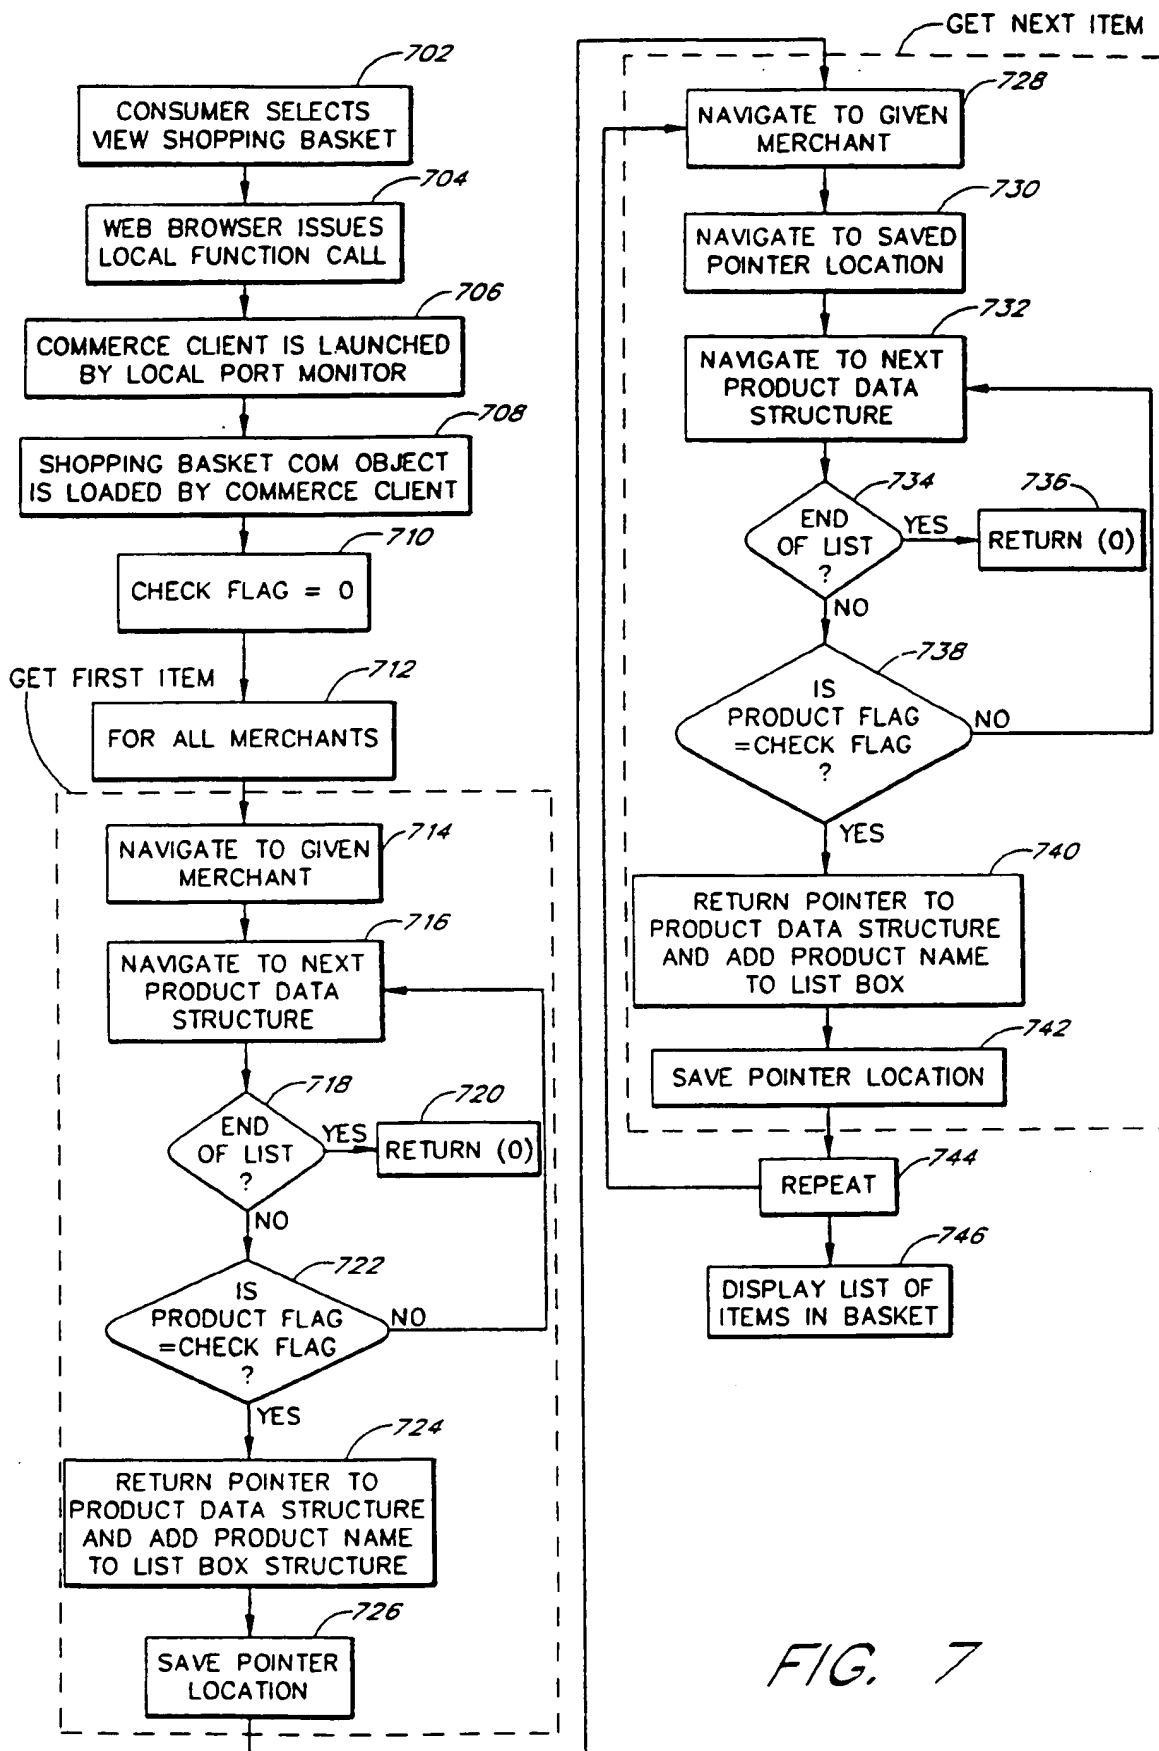 702
CONSUMER SELECTS
VIEW SHOPPING BASKET
704
WEB BROWSER ISSUES
LOCAL FUNCTION CALL
706
COMMERCE CLIENT IS LAUNCHED
BY LOCAL PORT MONITOR
708
SHOPPING BASKET COM OBJECT
IS LOADED BY COMMERCE CLIENT
710
CHECK FLAG = 0
GET FIRST ITEM
712
FOR ALL MERCHANTS
714
NAVIGATE TO GIVEN
MERCHANT
716
NAVIGATE TO NEXT
PRODUCT DATA
STRUCTURE
718
END
OF LIST
?
YES
720
RETURN (0)
NO
722
IS
PRODUCT FLAG
=CHECK FLAG
?
NO
YES
724
RETURN POINTER TO
PRODUCT DATA STRUCTURE
AND ADD PRODUCT NAME
TO LIST BOX STRUCTURE
726
SAVE POINTER
LOCATION
GET NEXT ITEM
728
NAVIGATE TO GIVEN
MERCHANT
730
NAVIGATE TO SAVED
POINTER LOCATION
732
NAVIGATE TO NEXT
PRODUCT DATA
STRUCTURE
734
END
OF LIST
?
YES
736
RETURN (0)
NO
738
IS
PRODUCT FLAG
=CHECK FLAG
?
NO
YES
740
RETURN POINTER TO
PRODUCT DATA STRUCTURE
AND ADD PRODUCT NAME
TO LIST BOX
742
SAVE POINTER LOCATION
744
REPEAT
746
DISPLAY LIST OF
ITEMS IN BASKET
FIG. 7